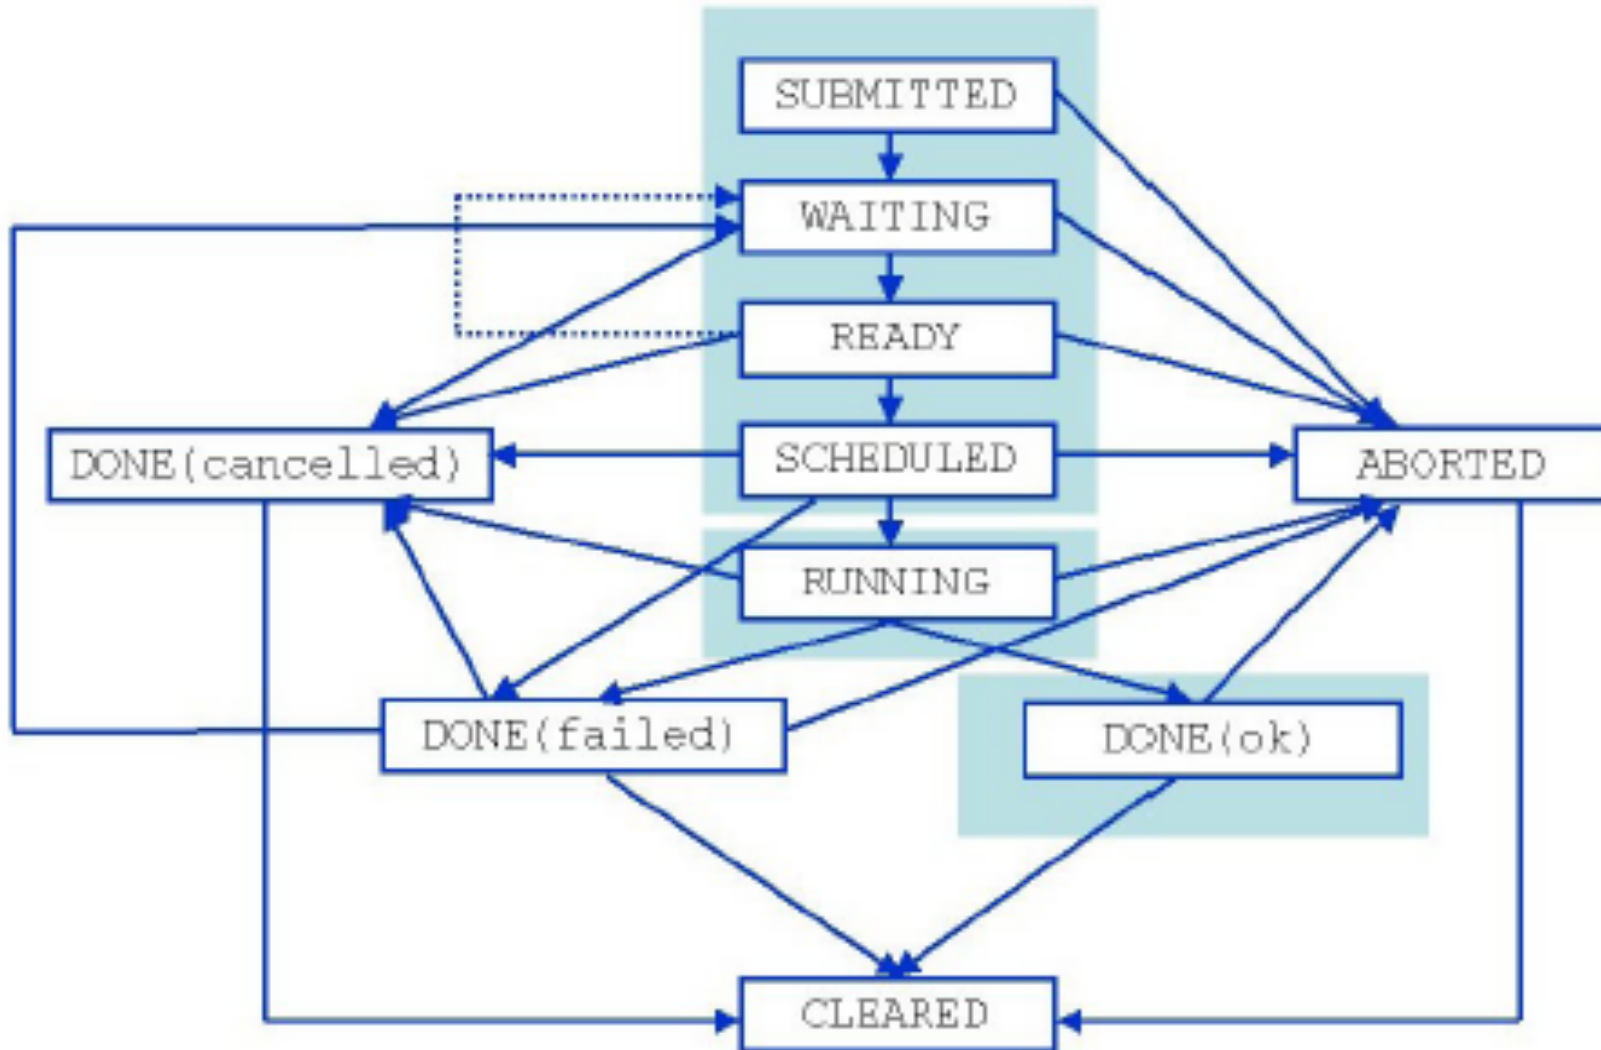 SUBMITTED
WAITING
READY
DONE(cancelled)
SCHEDULED
ABORTED
RUNNING
DONE(failed)
DONE(ok)
CLEARED